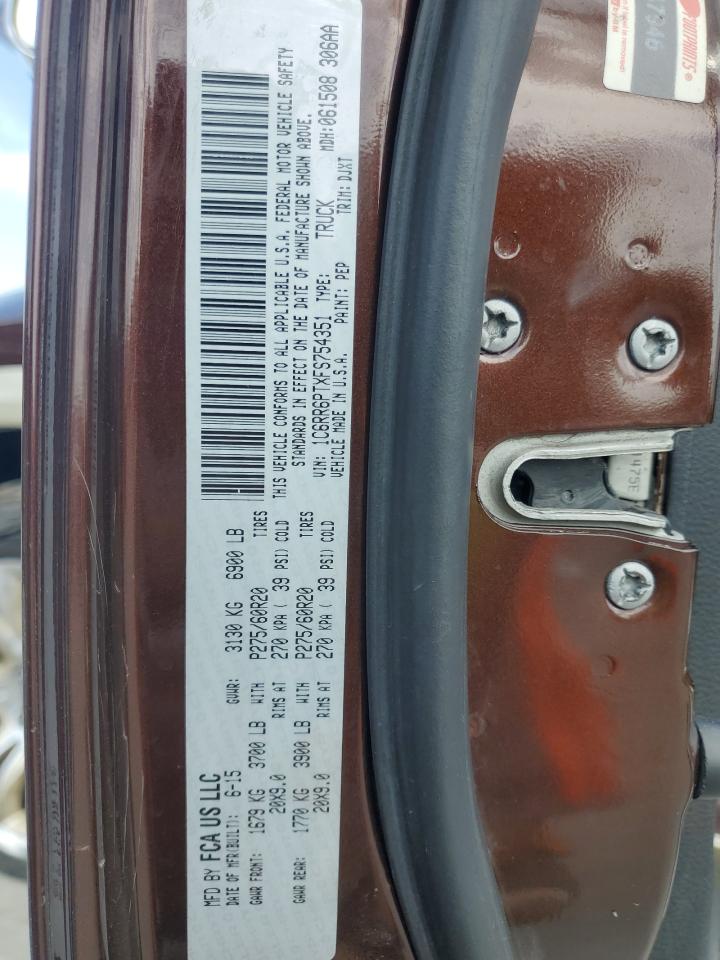 MFD BY FCA US LLC
DATE OF MFR(BUILT): 6-15 GVWR: 3130 KG 6900 LB
GAWR FRONT: 1679 KG 3700 LB WITH P275/60R20 TIRES
20X9.0 RIMS AT 270 KPA ( 39 PSI) COLD
GAWR REAR: 1770 KG 3900 LB WITH P275/60R20 TIRES
20X9.0 RIMS AT 270 KPA ( 39 PSI) COLD
THIS VEHICLE CONFORMS TO ALL APPLICABLE U.S.A. FEDERAL MOTOR VEHICLE SAFETY
STANDARDS IN EFFECT ON THE DATE OF MANUFACTURE SHOWN ABOVE.
VIN: 1C6RR6PTXFS754351 TYPE: TRUCK MDH:061508 306AA
VEHICLE MADE IN U.S.A. PAINT: PEP TRIM: DJXT
removed!